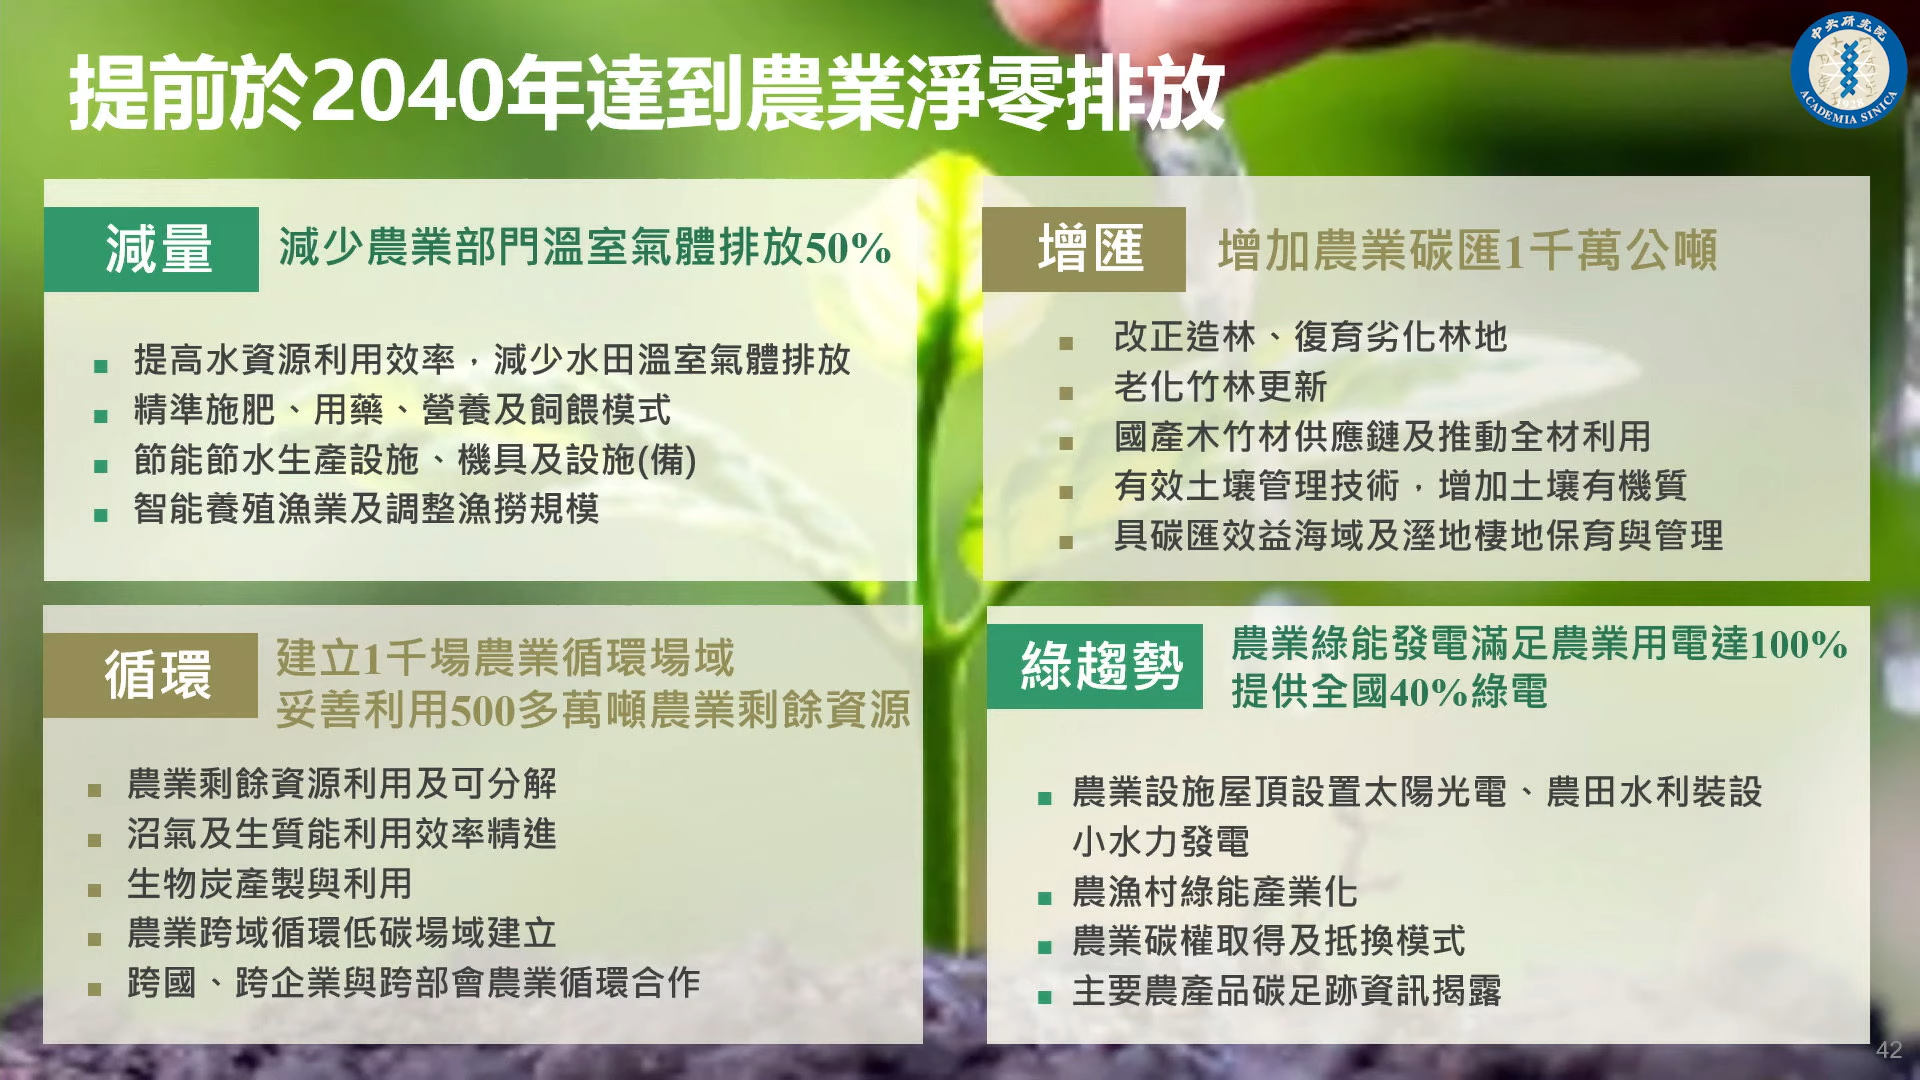 提前於2040年達到農業淨零排放
中央研究院
ACADEMIA SINICA
1928
減量
減少農業部門溫室氣體排放50%
提高水資源利用效率，減少水田溫室氣體排放
精準施肥、用藥、營養及飼餵模式
節能節水生產設施、機具及設施(備)
智能養殖漁業及調整漁撈規模
增匯
增加農業碳匯1千萬公噸
改正造林、復育劣化林地
老化竹林更新
國產木竹材供應鏈及推動全材利用
有效土壤管理技術，增加土壤有機質
具碳匯效益海域及溼地棲地保育與管理
循環
建立1千場農業循環場域
妥善利用500多萬噸農業剩餘資源
農業剩餘資源利用及可分解
沼氣及生質能利用效率精進
生物炭產製與利用
農業跨域循環低碳場域建立
跨國、跨企業與跨部會農業循環合作
綠趨勢
農業綠能發電滿足農業用電達100%
提供全國40%綠電
農業設施屋頂設置太陽光電、農田水利裝設
小水力發電
農漁村綠能產業化
農業碳權取得及抵換模式
主要農產品碳足跡資訊揭露
42